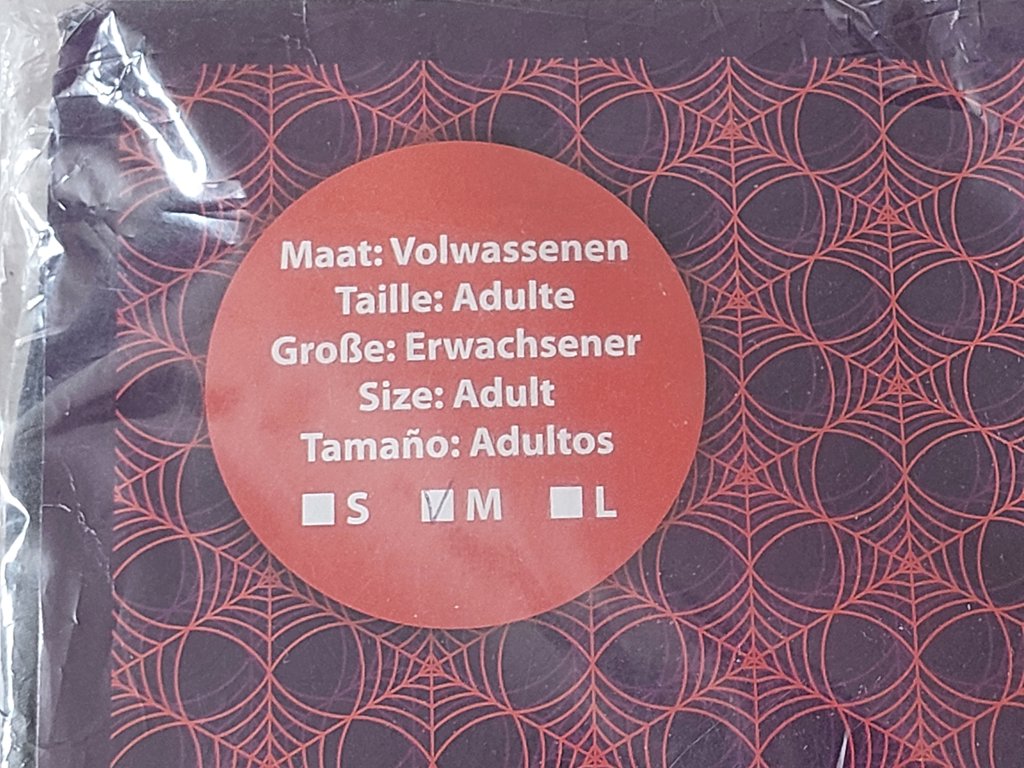 Maat: Volwassenen
Taille: Adulte
Große: Erwachsener
Size: Adult
Tamaño: Adultos
S M L